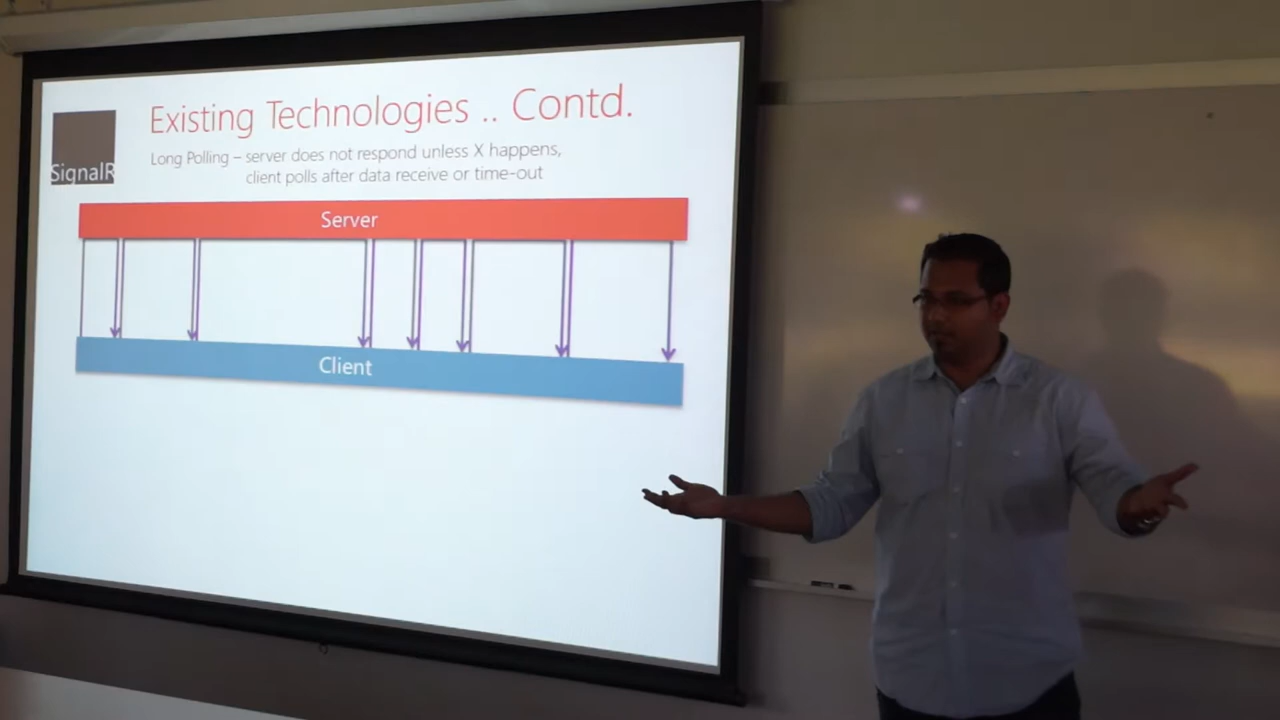 Existing Technologies .. Contd.
SignalR
Long Polling – server does not respond unless X happens,
client polls after data receive or time-out
Server
Client